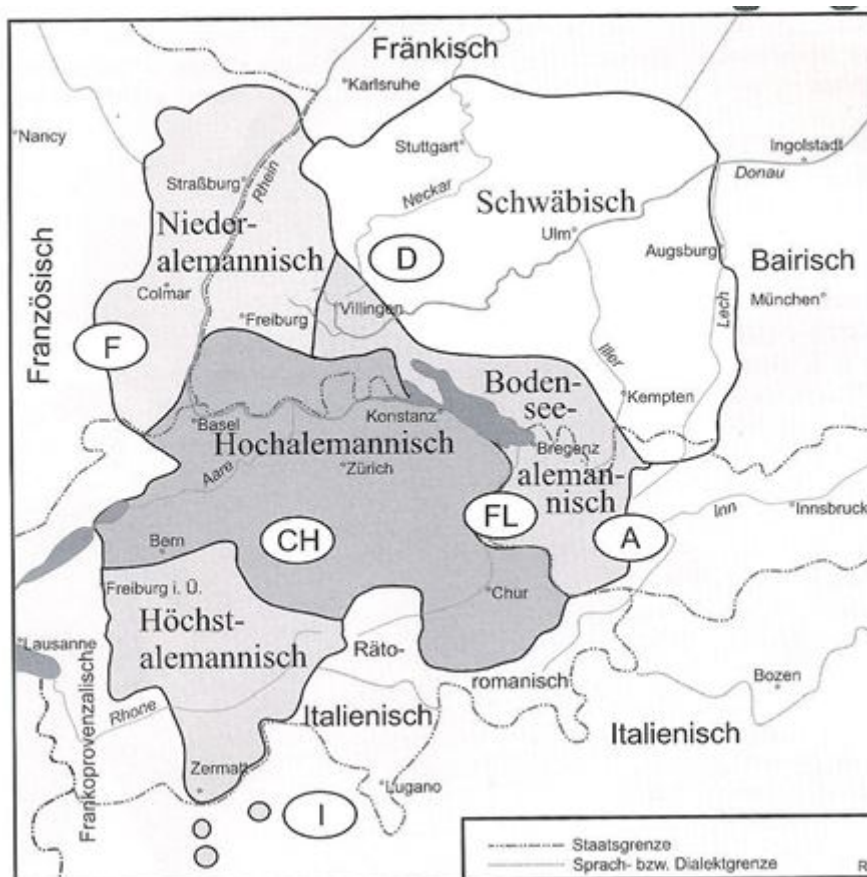 Fränkisch
Karlsruhe
Nancy
Stuttgart
Ingolstadt
Donau
Straßburg
Rhein
Neckar
Schwäbisch
Nieder-
alemannisch
Ulm
Augsburg
Bairisch
D
Colmar
Villingen
München
Lech
Französisch
Freiburg
F
Iller
Boden-
see-
Kempten
Konstanz
Basel
Hochalemannisch
Bregenz
Aare
Zürich
aleman-
nisch
Inn
Innsbruck
FL
A
Bern
CH
Freiburg i. Ü.
Chur
Höchst-
alemannisch
Lausanne
Räto-
romanisch
Bozen
Rhone
Italienisch
Italienisch
Frankoprovenzalisch
Zermatt
Lugano
I
Staatsgrenze
Sprach- bzw. Dialektgrenze
R